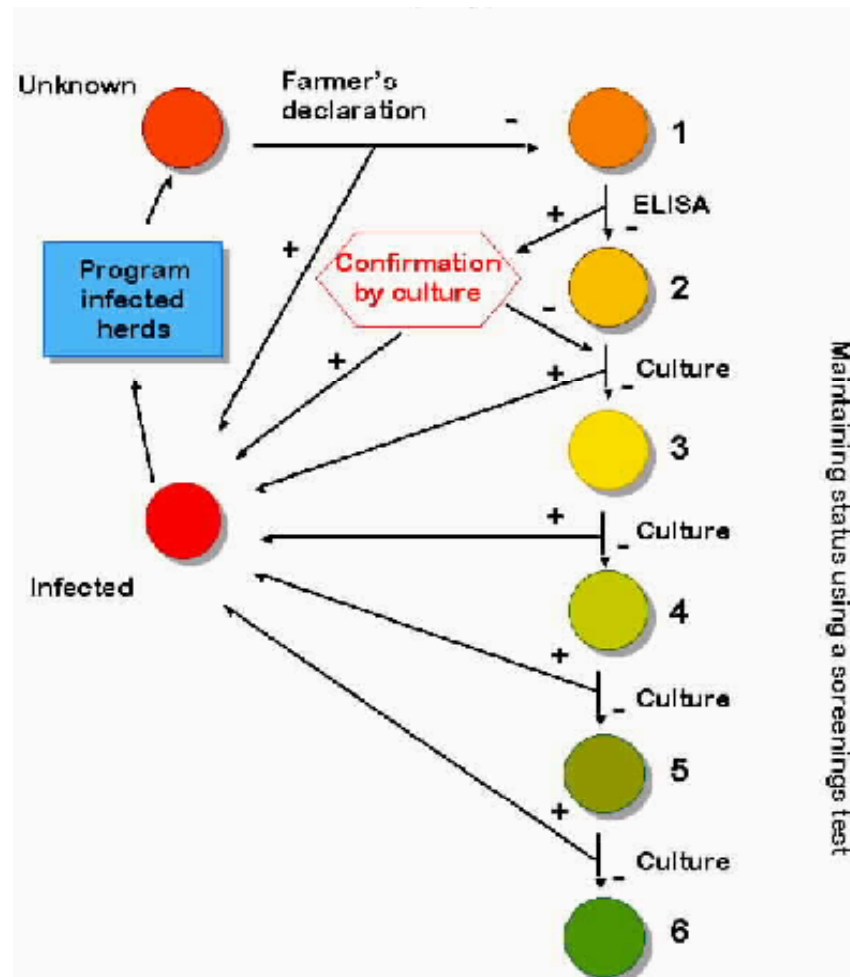 Unknown
Farmer's
declaration
-
1
+
ELISA
-
+
Confirmation
by culture
Program
infected
herds
2
-
+
+
Culture
-
3
+
Culture
-
Infected
4
+
Culture
-
5
+
Culture
-
6
Maintaining status using a screenings test